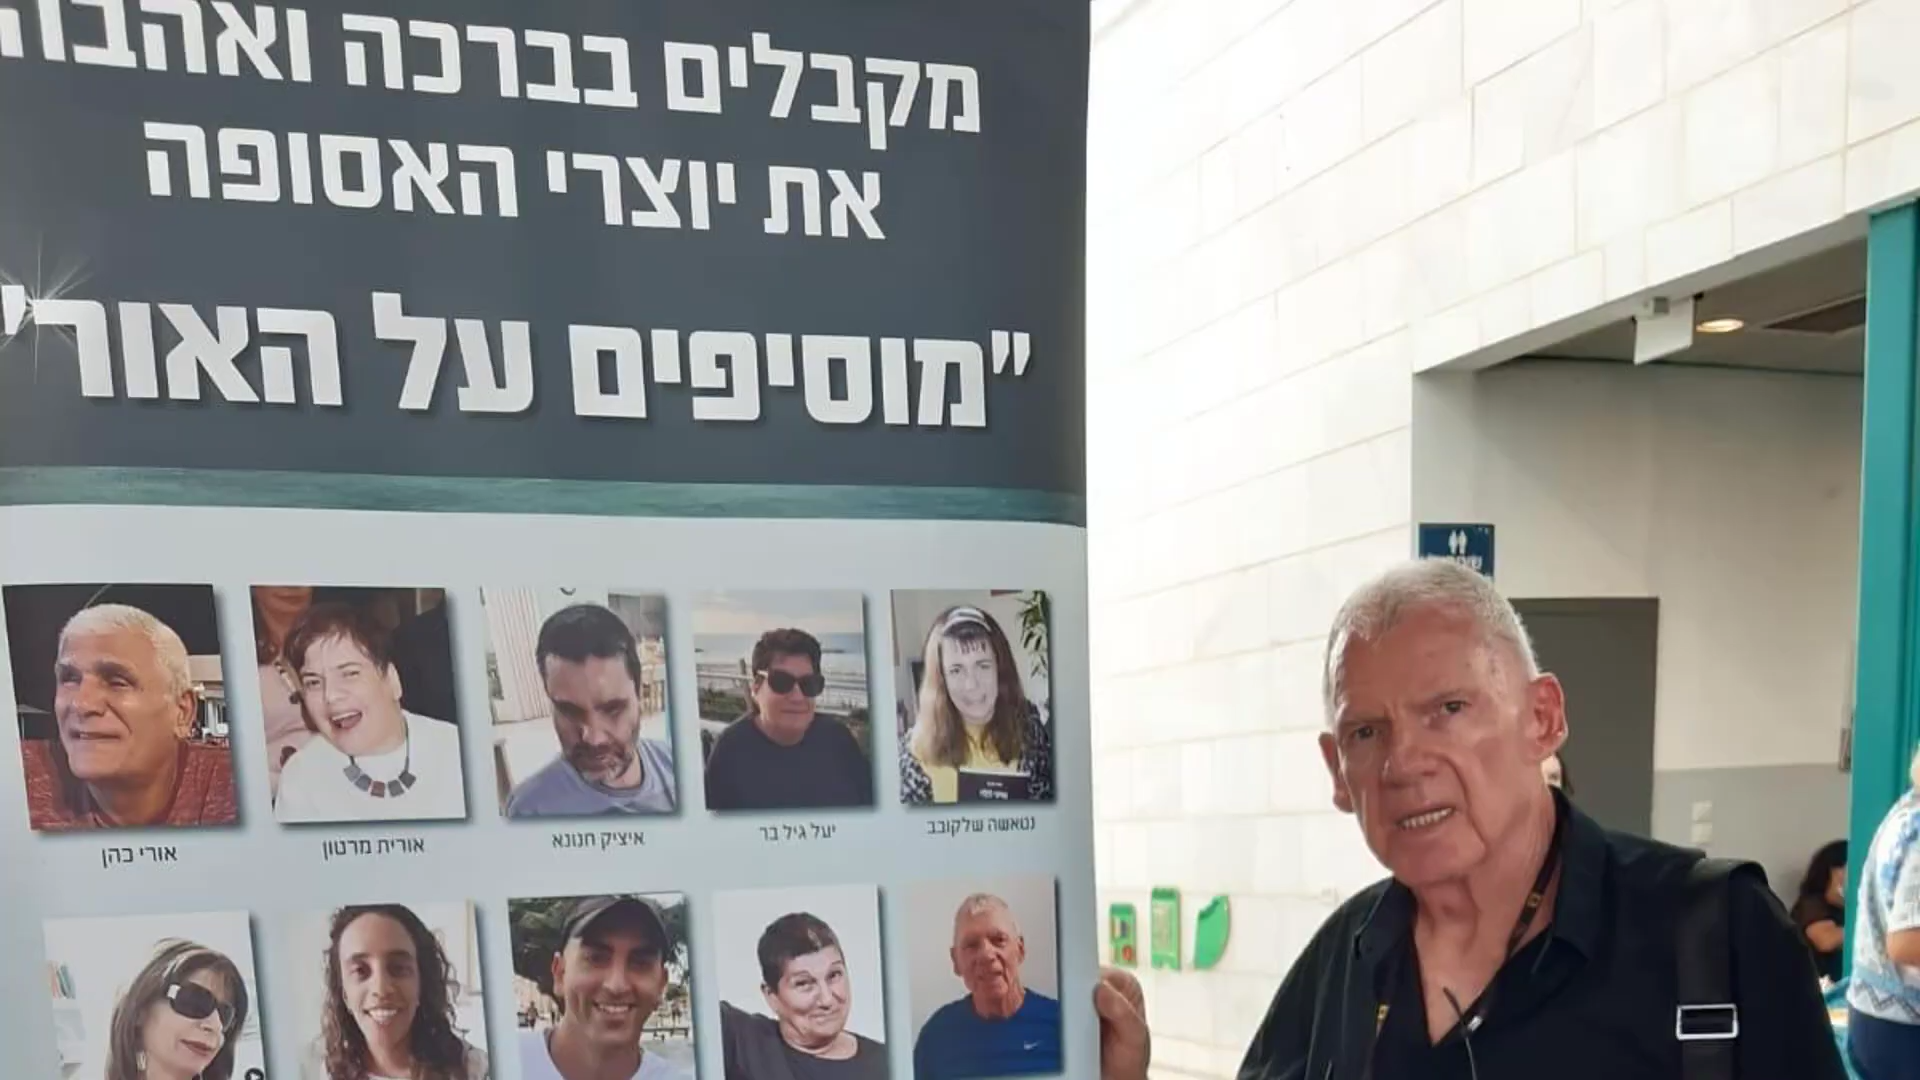 מקבלים בברכה ואהבה
את יוצרי האסופה
"מוסיפים על האור"
נטאשה שלקובב
יעל גיל בר
איציק חנונא
אורית מרטון
אורי כהן